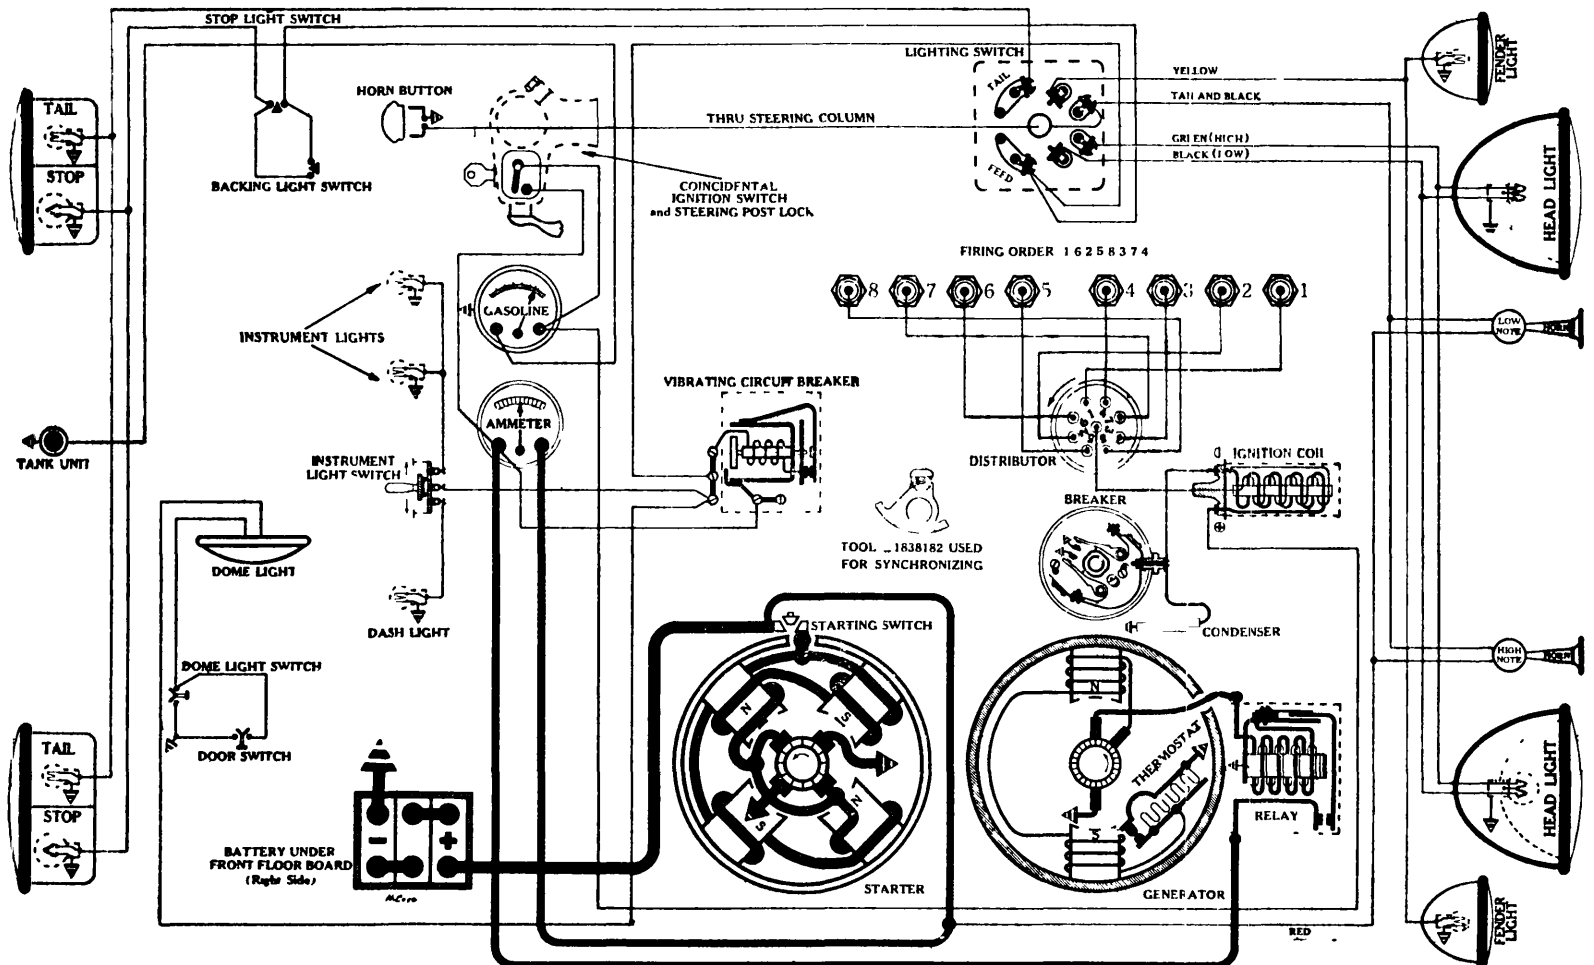 STOP LIGHT SWITCH
TAIL
STOP
BACKING LIGHT SWITCH
HORN BUTTON
THRU STEERING COLUMN
COINCIDENTAL
IGNITION SWITCH
and STEERING POST LOCK
LIGHTING SWITCH
TAIL
FEED
YELLOW
TAN AND BLACK
GREEN (HIGH)
BLACK (LOW)
FENDER
LIGHT
HEAD LIGHT
FIRING ORDER 1 6 2 5 8 3 7 4
8
7
6
5
4
3
2
1
LOW
NOTE
HORN
INSTRUMENT LIGHTS
GASOLINE
AMMETER
VIBRATING CIRCUIT BREAKER
TANK UNIT
INSTRUMENT
LIGHT SWITCH
DISTRIBUTOR
IGNITION COIL
BREAKER
TOOL 1838182 USED
FOR SYNCHRONIZING
DOME LIGHT
DASH LIGHT
STARTING SWITCH
CONDENSER
HIGH
NOTE
HORN
DOME LIGHT SWITCH
DOOR SWITCH
N
S
S
N
STARTER
N
S
THERMOSTAT
GENERATOR
RELAY
TAIL
STOP
- +
BATTERY UNDER
FRONT FLOOR BOARD
(Right Side)
HEAD LIGHT
RED
FENDER
LIGHT